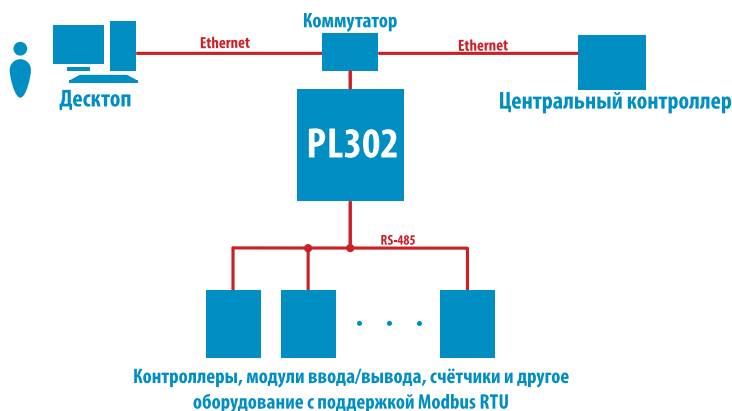 Коммутатор
Ethernet
Ethernet
Десктоп
Центральный контроллер
PL302
RS-485
Контроллеры, модули ввода/вывода, счётчики и другое
оборудование с поддержкой Modbus RTU